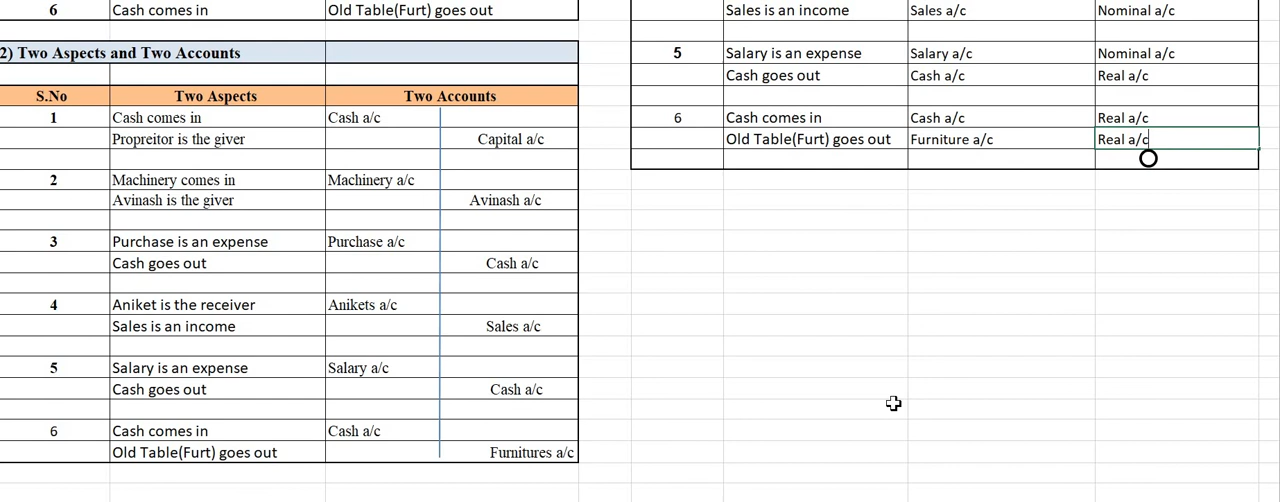 6 Cash comes in Old Table(Furt) goes out
2) Two Aspects and Two Accounts
S.No Two Aspects Two Accounts
1 Cash comes in Cash a/c
Propreitor is the giver Capital a/c
2 Machinery comes in Machinery a/c
Avinash is the giver Avinash a/c
3 Purchase is an expense Purchase a/c
Cash goes out Cash a/c
4 Aniket is the receiver Anikets a/c
Sales is an income Sales a/c
5 Salary is an expense Salary a/c
Cash goes out Cash a/c
6 Cash comes in Cash a/c
Old Table(Furt) goes out Furnitures a/c
Sales is an income Sales a/c Nominal a/c
5 Salary is an expense Salary a/c Nominal a/c
Cash goes out Cash a/c Real a/c
6 Cash comes in Cash a/c Real a/c
Old Table(Furt) goes out Furniture a/c Real a/c